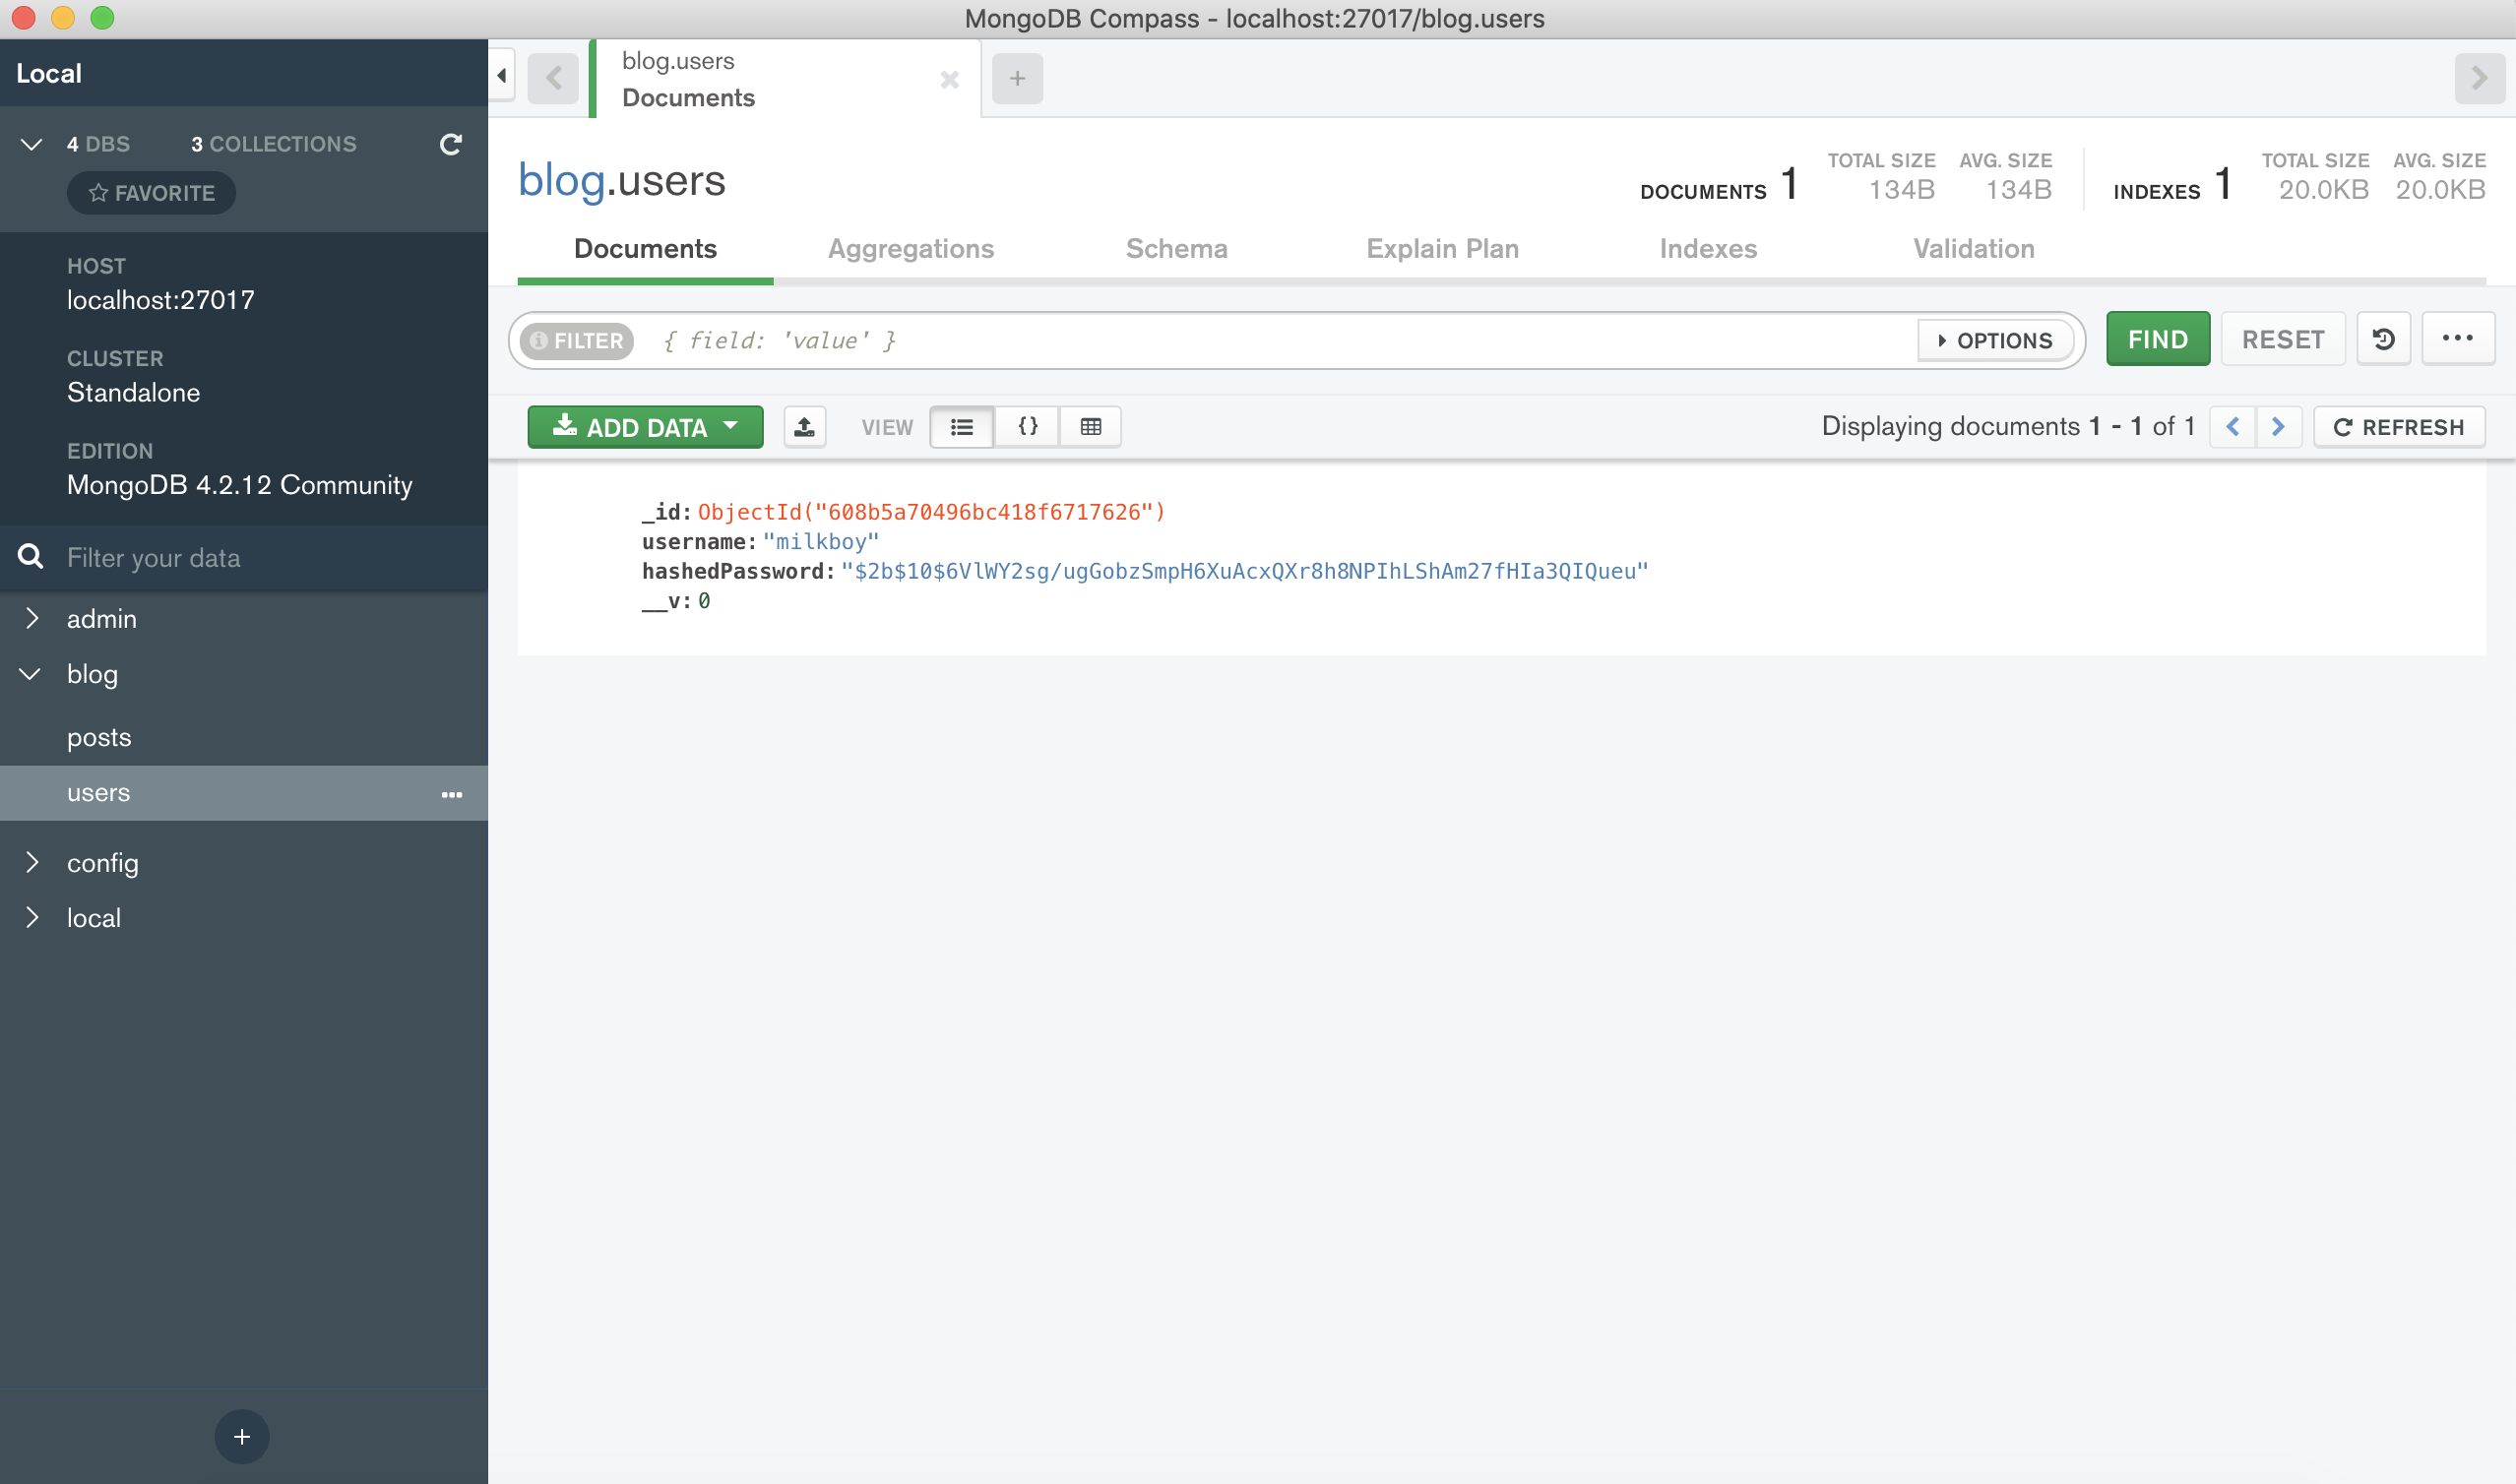 MongoDB Compass - localhost:27017/blog.users
Local
4 DBS 3 COLLECTIONS
FAVORITE
HOST
localhost:27017
CLUSTER
Standalone
EDITION
MongoDB 4.2.12 Community
Filter your data
admin
blog
posts
users
config
local
blog.users
Documents
blog.users
DOCUMENTS 1 TOTAL SIZE 134B AVG. SIZE 134B INDEXES 1 TOTAL SIZE 20.0KB AVG. SIZE 20.0KB
Documents Aggregations Schema Explain Plan Indexes Validation
FILTER { field: 'value' } OPTIONS FIND RESET
ADD DATA VIEW {} Displaying documents 1 - 1 of 1 REFRESH
_id: ObjectId("608b5a70496bc418f6717626")
username: "milkboy"
hashedPassword: "$2b$10$6VlWY2sg/ugGobzSmpH6XuAcxQXr8h8NPIhLShAm27fHIa3QIQueu"
__v: 0